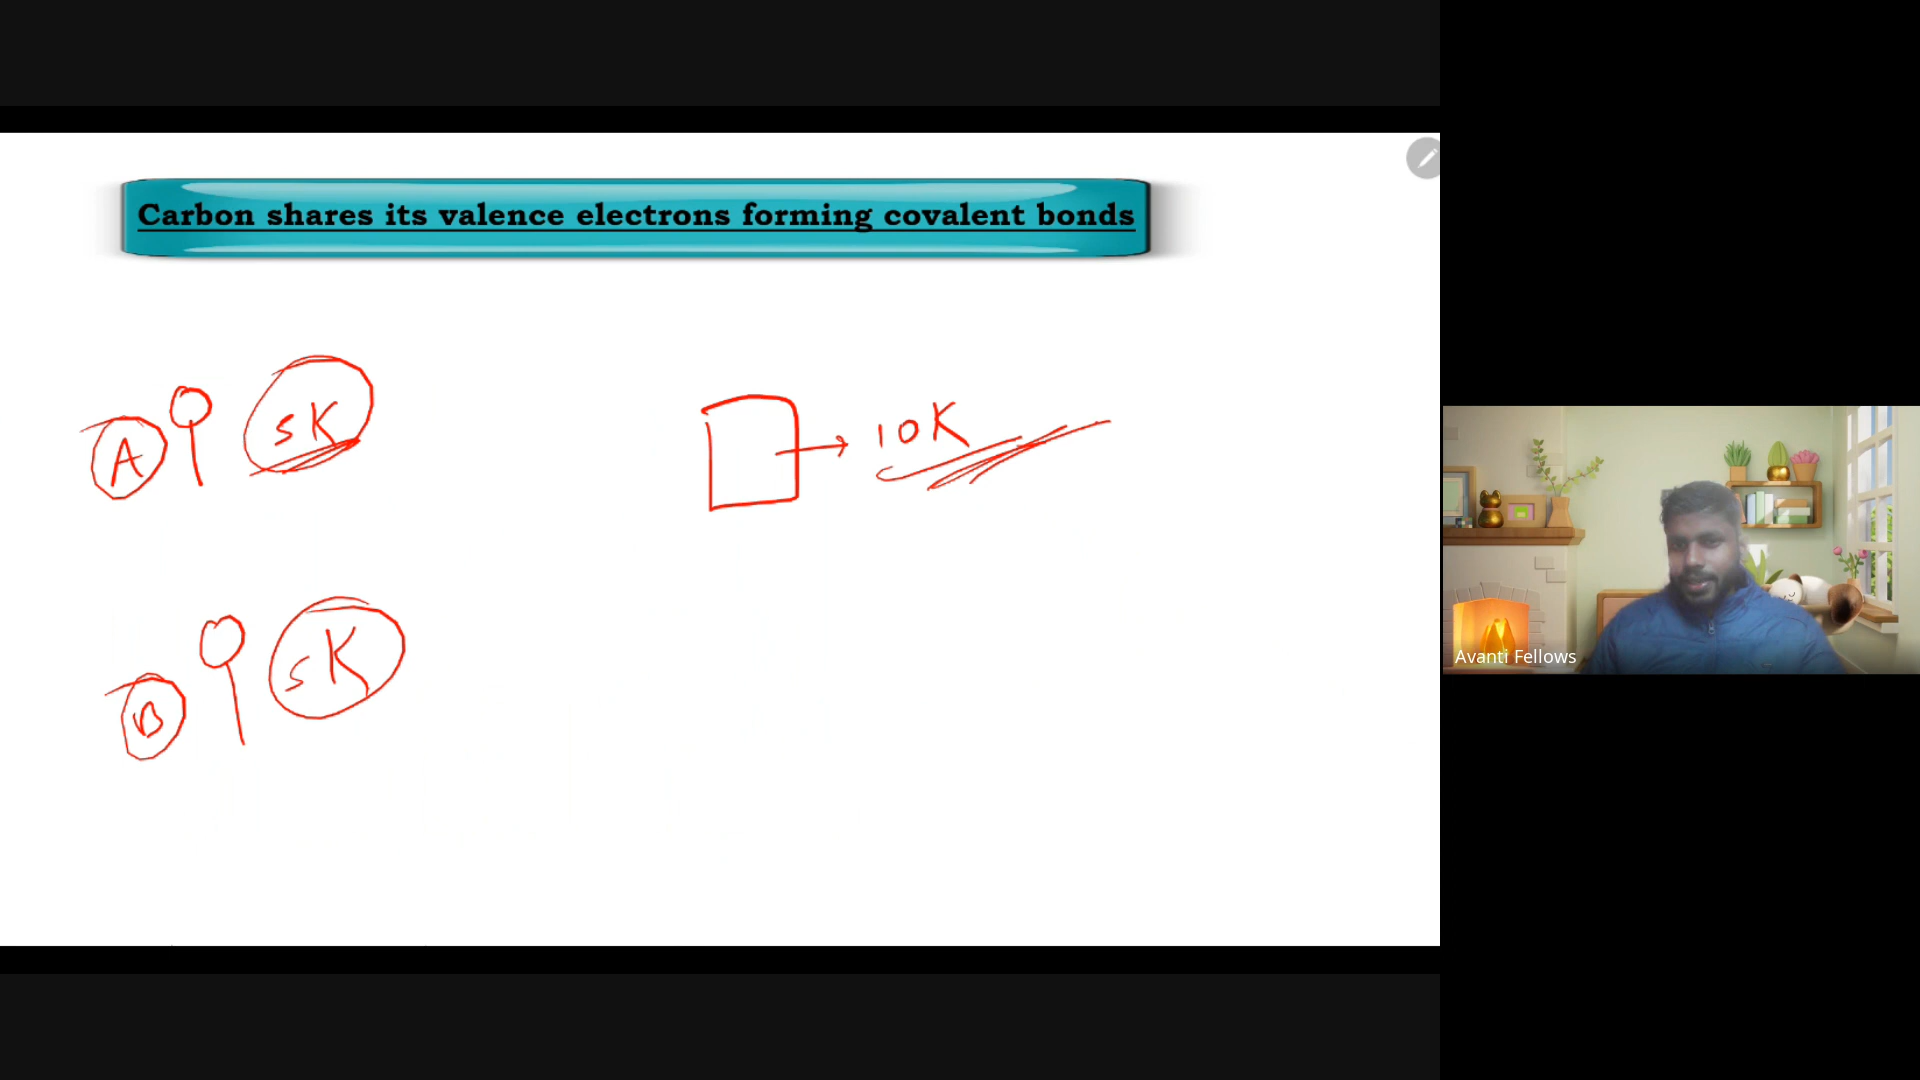 Carbon shares its valence electrons forming covalent bonds
A 5K
10K
B 5K
Avanti Fellows